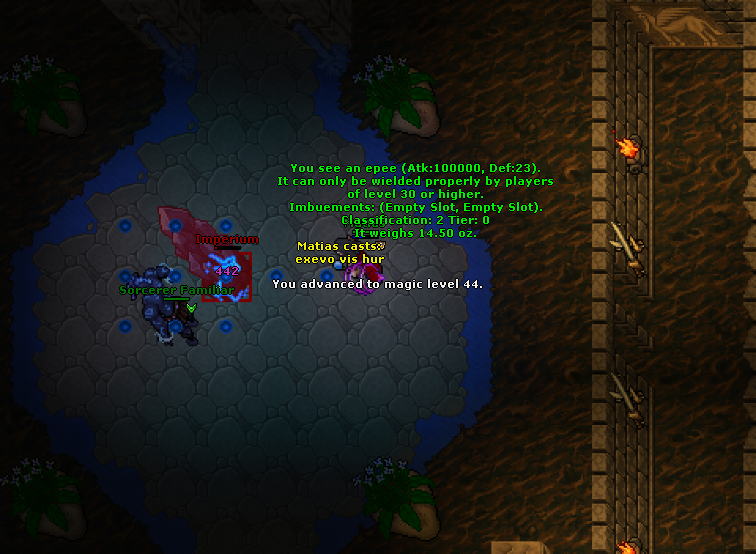 You see an epee (Atk:100000, Def:23).
It can only be wielded properly by players
of level 30 or higher.
Imbuements: (Empty Slot, Empty Slot).
Classification: 2 Tier: 0
It weighs 14.50 oz.
Imperium
Matias casts:
exevo vis hur
442
Sorcerer Familiar
You advanced to magic level 44.